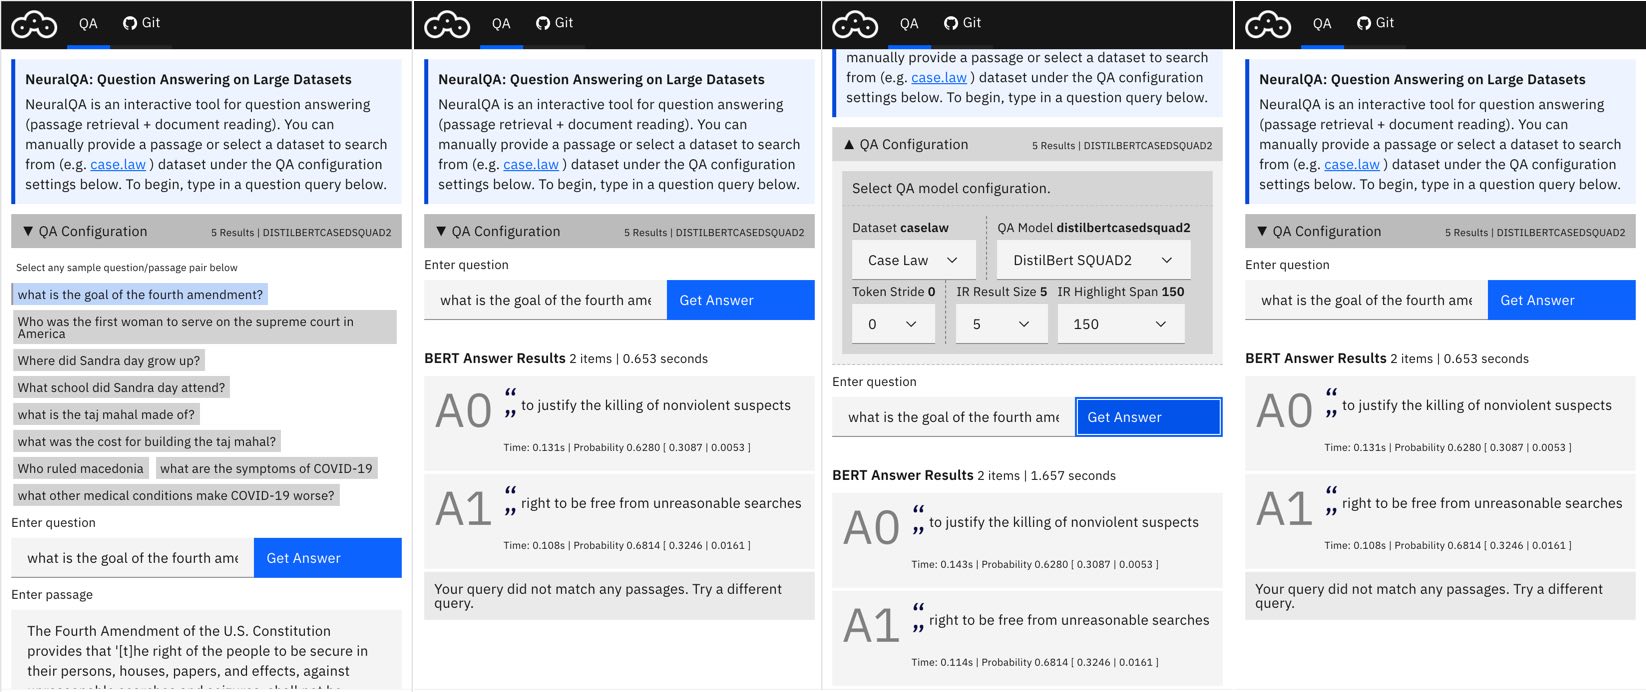 QA Git
NeuralQA: Question Answering on Large Datasets
NeuralQA is an interactive tool for question answering
(passage retrieval + document reading). You can
manually provide a passage or select a dataset to search
from (e.g. case.law ) dataset under the QA configuration
settings below. To begin, type in a question query below.
▼ QA Configuration 5 Results | DISTILBERTCASEDSQUAD2
Select any sample question/passage pair below
what is the goal of the fourth amendment?
Who was the first woman to serve on the supreme court in
America
Where did Sandra day grow up?
What school did Sandra day attend?
what is the taj mahal made of?
what was the cost for building the taj mahal?
Who ruled macedonia what are the symptoms of COVID-19
what other medical conditions make COVID-19 worse?
Enter question
what is the goal of the fourth ame Get Answer
Enter passage
The Fourth Amendment of the U.S. Constitution
provides that '[t]he right of the people to be secure in
their persons, houses, papers, and effects, against
QA Git
NeuralQA: Question Answering on Large Datasets
NeuralQA is an interactive tool for question answering
(passage retrieval + document reading). You can
manually provide a passage or select a dataset to search
from (e.g. case.law ) dataset under the QA configuration
settings below. To begin, type in a question query below.
▼ QA Configuration 5 Results | DISTILBERTCASEDSQUAD2
Enter question
what is the goal of the fourth ame Get Answer
BERT Answer Results 2 items | 0.653 seconds
A0 “ ” to justify the killing of nonviolent suspects
Time: 0.131s | Probability 0.6280 [ 0.3087 | 0.0053 ]
A1 “ ” right to be free from unreasonable searches
Time: 0.108s | Probability 0.6814 [ 0.3246 | 0.0161 ]
Your query did not match any passages. Try a different
query.
QA Git
manually provide a passage or select a dataset to search
from (e.g. case.law ) dataset under the QA configuration
settings below. To begin, type in a question query below.
▲ QA Configuration 5 Results | DISTILBERTCASEDSQUAD2
Select QA model configuration.
Dataset caselaw QA Model distilbertcasedsquad2
Case Law DistilBert SQUAD2
Token Stride 0 IR Result Size 5 IR Highlight Span 150
0 5 150
Enter question
what is the goal of the fourth ame Get Answer
BERT Answer Results 2 items | 1.657 seconds
A0 “ ” to justify the killing of nonviolent suspects
Time: 0.143s | Probability 0.6280 [ 0.3087 | 0.0053 ]
A1 “ ” right to be free from unreasonable searches
Time: 0.114s | Probability 0.6814 [ 0.3246 | 0.0161 ]
QA Git
NeuralQA: Question Answering on Large Datasets
NeuralQA is an interactive tool for question answering
(passage retrieval + document reading). You can
manually provide a passage or select a dataset to search
from (e.g. case.law ) dataset under the QA configuration
settings below. To begin, type in a question query below.
▼ QA Configuration 5 Results | DISTILBERTCASEDSQUAD2
Enter question
what is the goal of the fourth ame Get Answer
BERT Answer Results 2 items | 0.653 seconds
A0 “ ” to justify the killing of nonviolent suspects
Time: 0.131s | Probability 0.6280 [ 0.3087 | 0.0053 ]
A1 “ ” right to be free from unreasonable searches
Time: 0.108s | Probability 0.6814 [ 0.3246 | 0.0161 ]
Your query did not match any passages. Try a different
query.